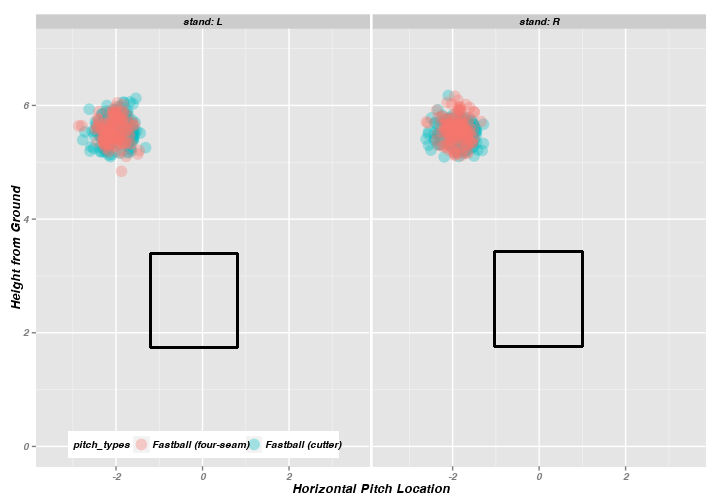 stand: L
stand: R
6
4
2
0
Height from Ground
pitch_types Fastball (four-seam) Fastball (cutter)
-2 0 2 -2 0 2
Horizontal Pitch Location